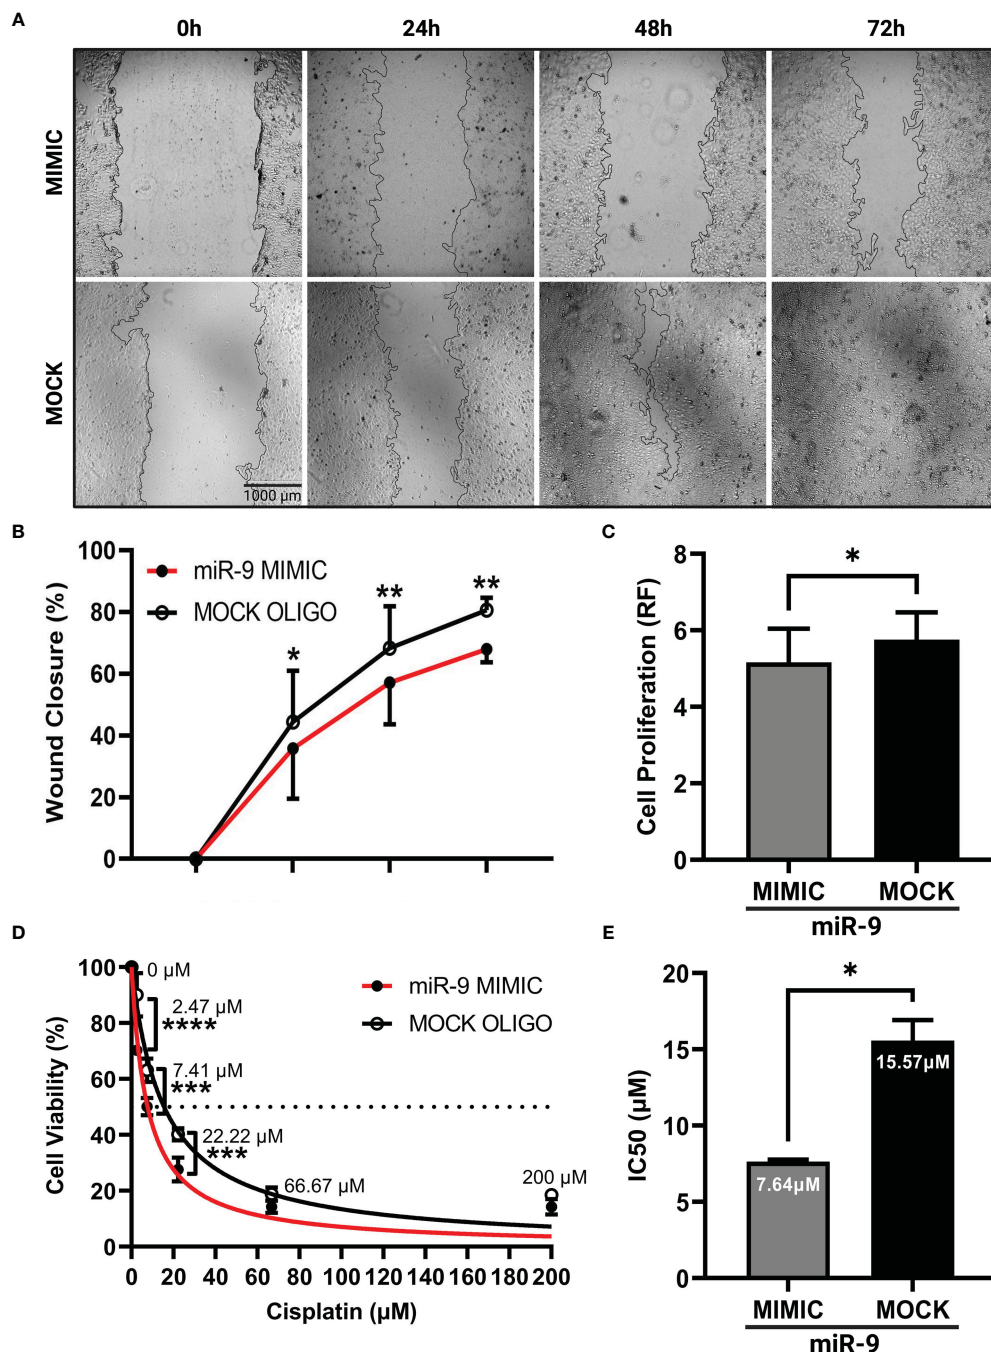 A
0h 24h 48h 72h
MIMIC
MOCK
1000 µm
B
Wound Closure (%)
100
80
60
40
20
0
miR-9 MIMIC
MOCK OLIGO
*
**
**
C
Cell Proliferation (RF)
8
6
4
2
0
*
MIMIC MOCK
miR-9
D
Cell Viability (%)
100
80
60
40
20
0
0 µM
2.47 µM
****
7.41 µM
***
22.22 µM
***
66.67 µM
200 µM
miR-9 MIMIC
MOCK OLIGO
0 20 40 60 80 100 120 140 160 180 200
Cisplatin (µM)
E
IC50 (µM)
20
15
10
5
0
*
7.64µM
15.57µM
MIMIC MOCK
miR-9